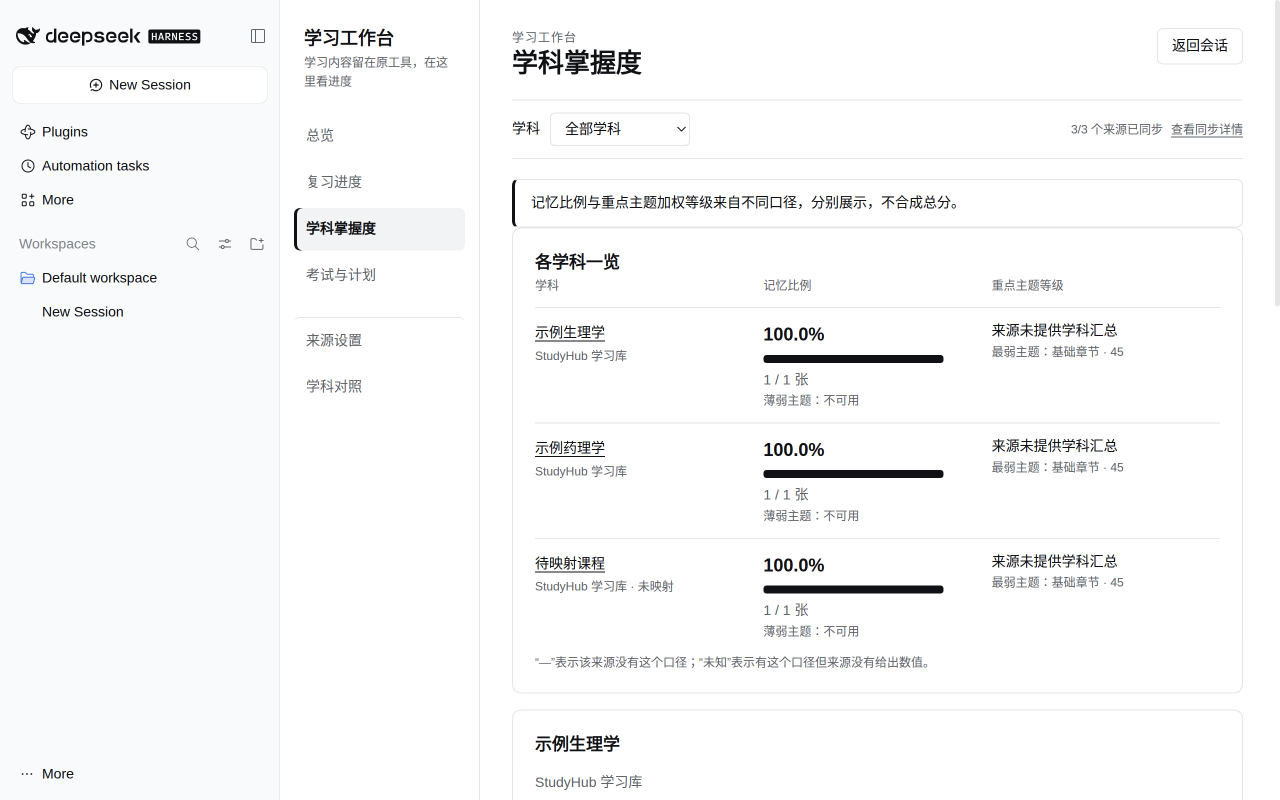 deepseek HARNESS
New Session
Plugins
Automation tasks
More
Workspaces
Default workspace
New Session
More
学习工作台
学习内容留在原工具，在这
里看进度
总览
复习进度
学科掌握度
考试与计划
来源设置
学科对照
学习工作台
学科掌握度
返回会话
学科 全部学科
3/3 个来源已同步 查看同步详情
记忆比例与重点主题加权等级来自不同口径，分别展示，不合成总分。
各学科一览
学科 记忆比例 重点主题等级
示例生理学
StudyHub 学习库
100.0%
1 / 1 张
薄弱主题：不可用
来源未提供学科汇总
最弱主题：基础章节 · 45
示例药理学
StudyHub 学习库
100.0%
1 / 1 张
薄弱主题：不可用
来源未提供学科汇总
最弱主题：基础章节 · 45
待映射课程
StudyHub 学习库 · 未映射
100.0%
1 / 1 张
薄弱主题：不可用
来源未提供学科汇总
最弱主题：基础章节 · 45
“—”表示该来源没有这个口径；“未知”表示有这个口径但来源没有给出数值。
示例生理学
StudyHub 学习库